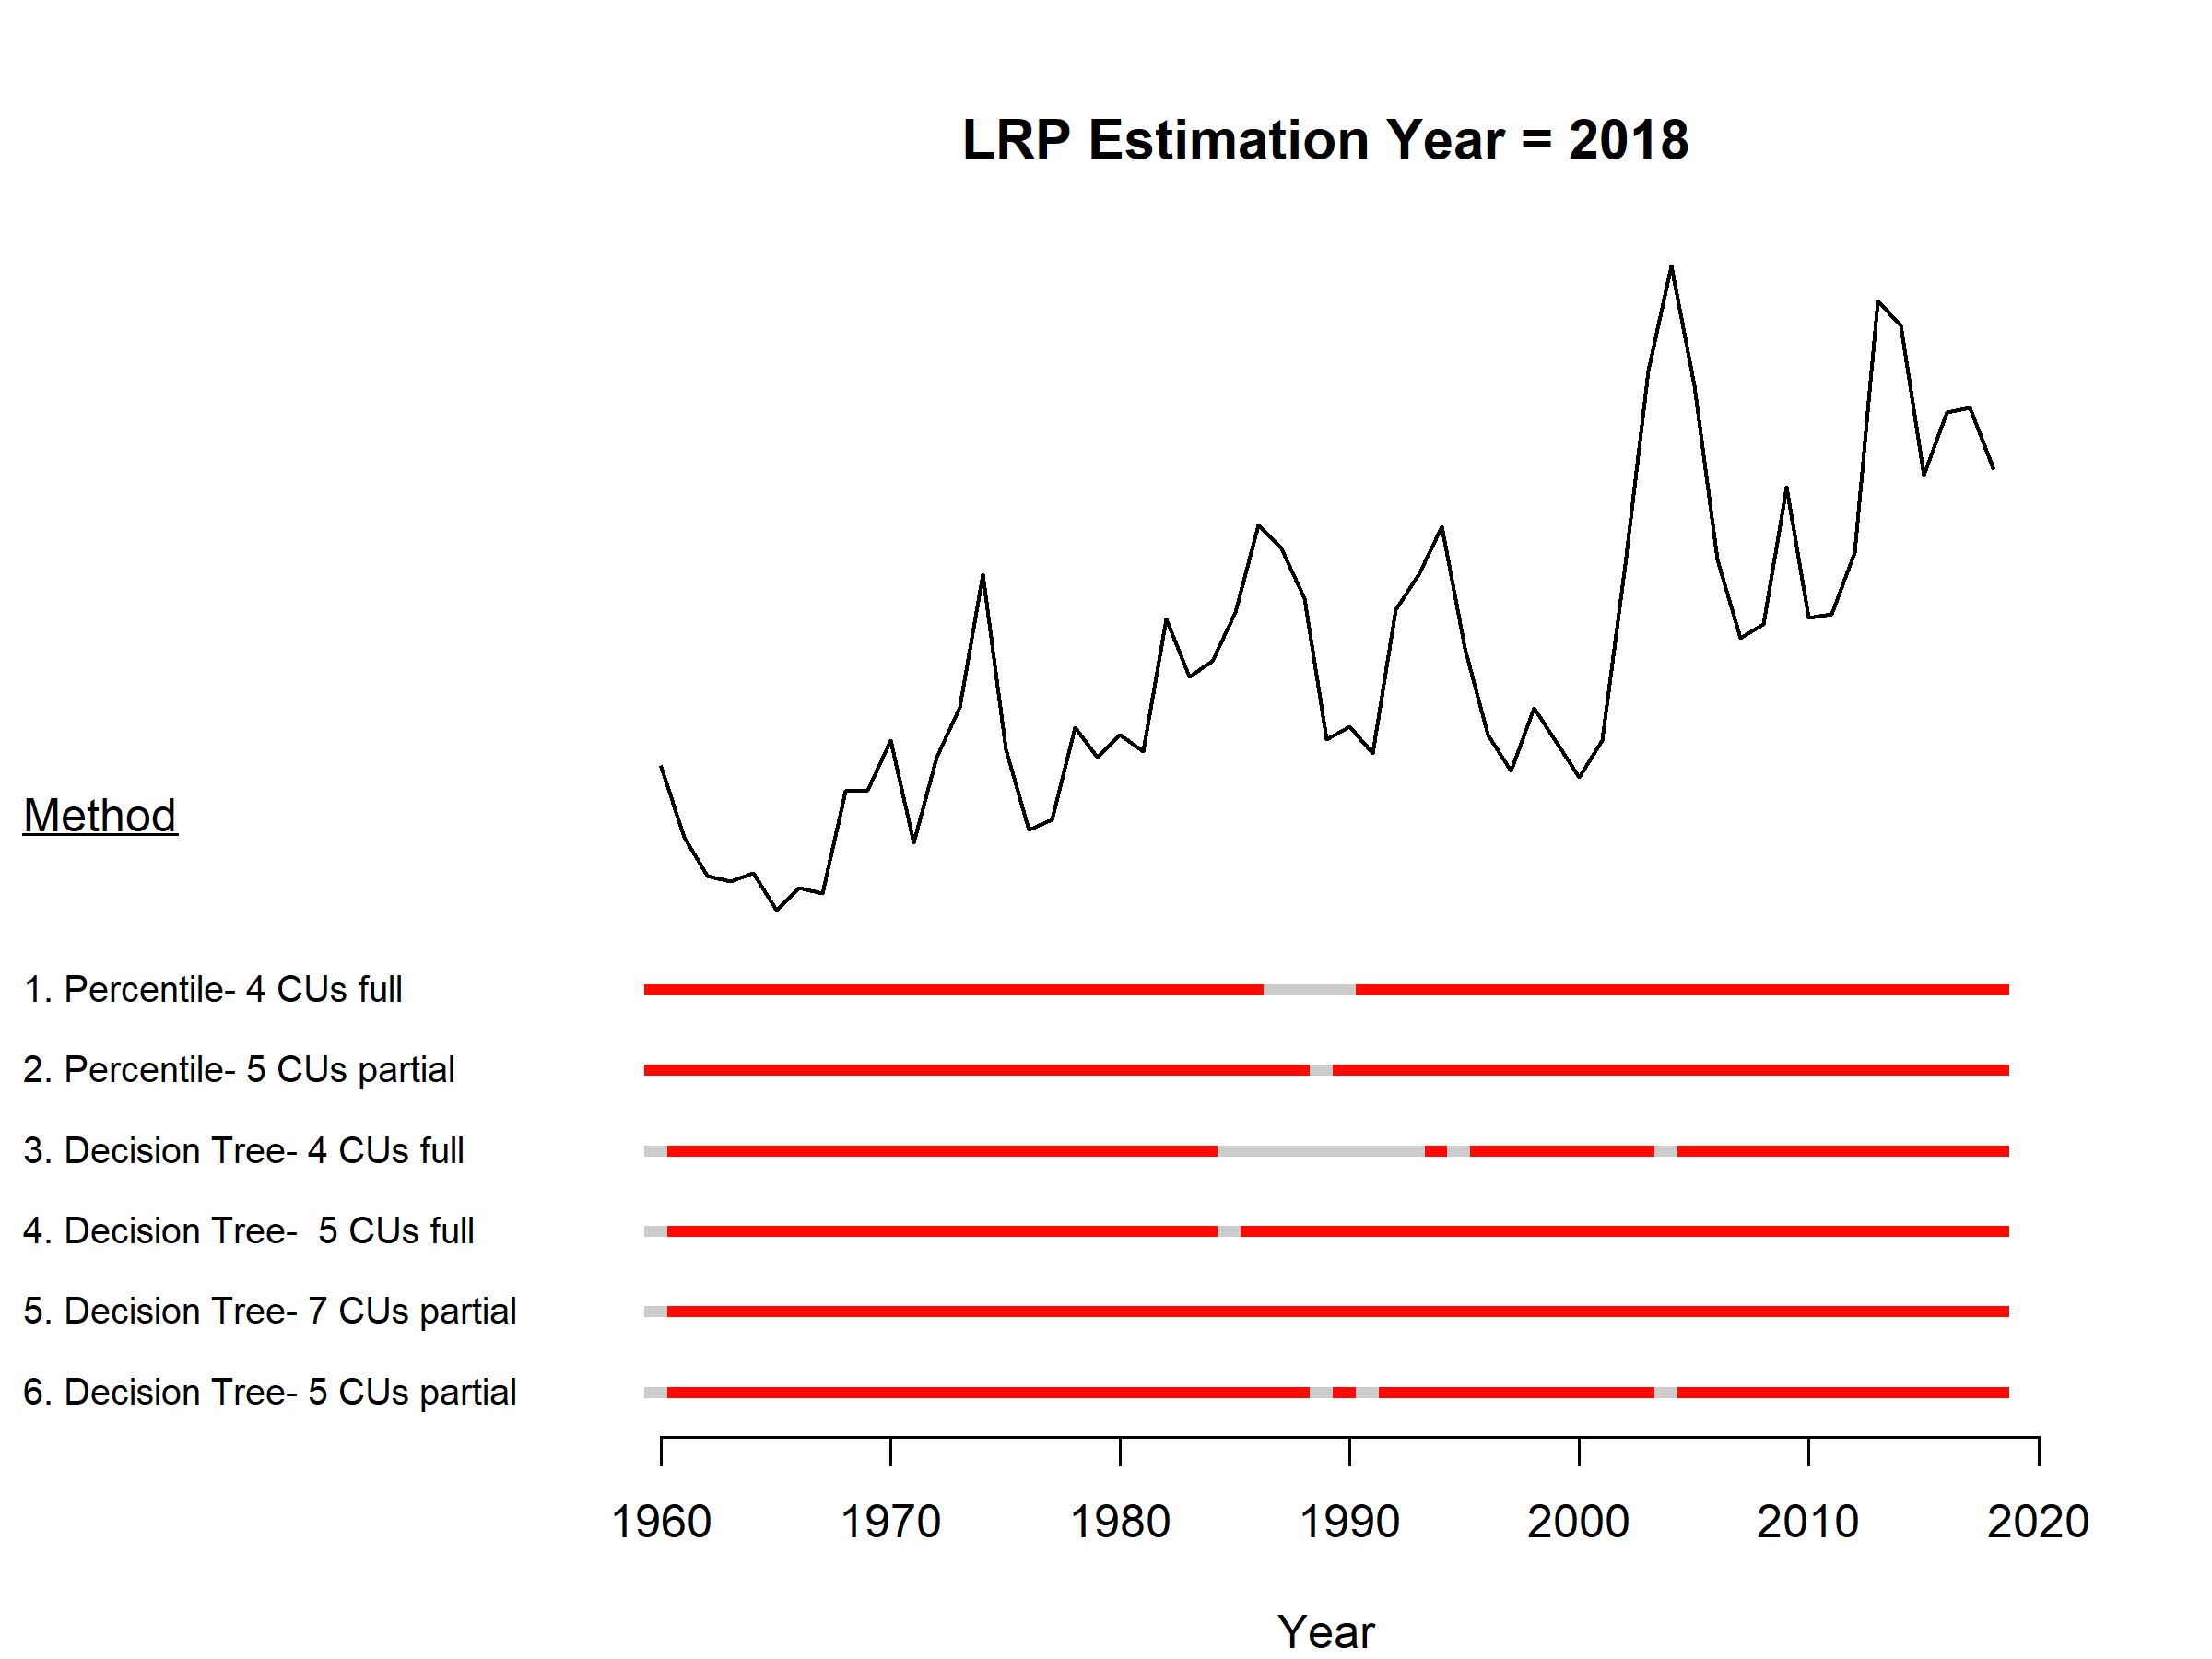 LRP Estimation Year = 2018
Method
1. Percentile- 4 CUs full
2. Percentile- 5 CUs partial
3. Decision Tree- 4 CUs full
4. Decision Tree-  5 CUs full
5. Decision Tree- 7 CUs partial
6. Decision Tree- 5 CUs partial
1960 1970 1980 1990 2000 2010 2020
Year